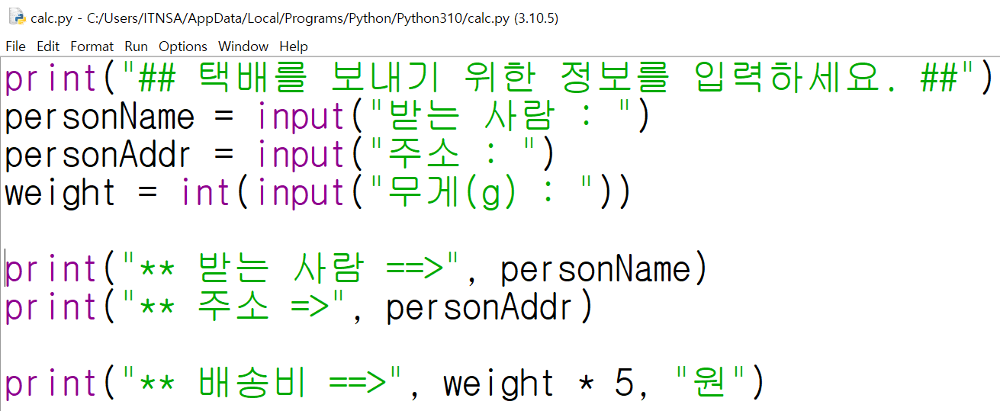 calc.py - C:/Users/ITNSA/AppData/Local/Programs/Python/Python310/calc.py (3.10.5)
File Edit Format Run Options Window Help
print("## 택배를 보내기 위한 정보를 입력하세요. ##")
personName = input("받는 사람 : ")
personAddr = input("주소 : ")
weight = int(input("무게(g) : "))
print("** 받는 사람 ==>", personName)
print("** 주소 =>", personAddr)
print("** 배송비 ==>", weight * 5, "원")